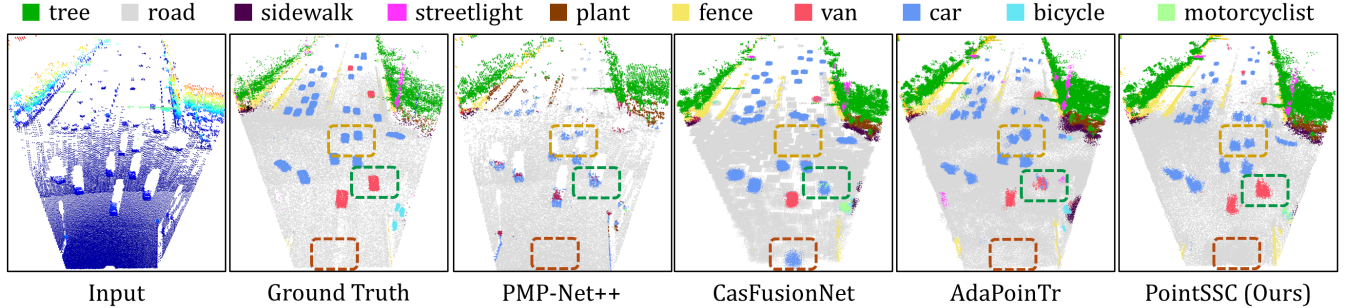 tree road sidewalk streetlight plant fence van car bicycle motorcyclist
Input Ground Truth PMP-Net++ CasFusionNet AdaPoinTr PointSSC (Ours)